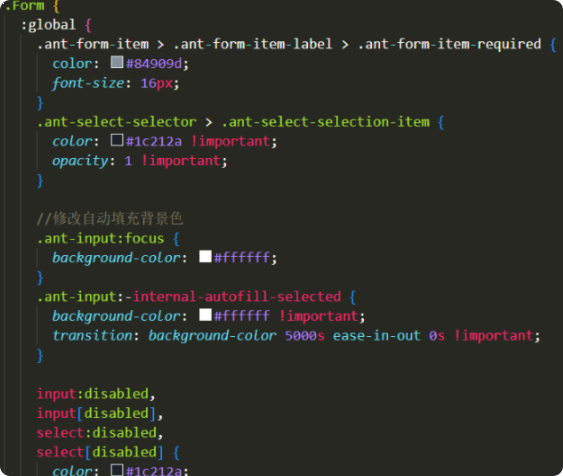 .Form {
:global {
.ant-form-item > .ant-form-item-label > .ant-form-item-required {
color: #84909d;
font-size: 16px;
}
.ant-select-selector > .ant-select-selection-item {
color: #1c212a !important;
opacity: 1 !important;
}
//修改自动填充背景色
.ant-input:focus {
background-color: #ffffff;
}
.ant-input:-internal-autofill-selected {
background-color: #ffffff !important;
transition: background-color 5000s ease-in-out 0s !important;
}
input:disabled,
input[disabled],
select:disabled,
select[disabled] {
color: #1c212a;